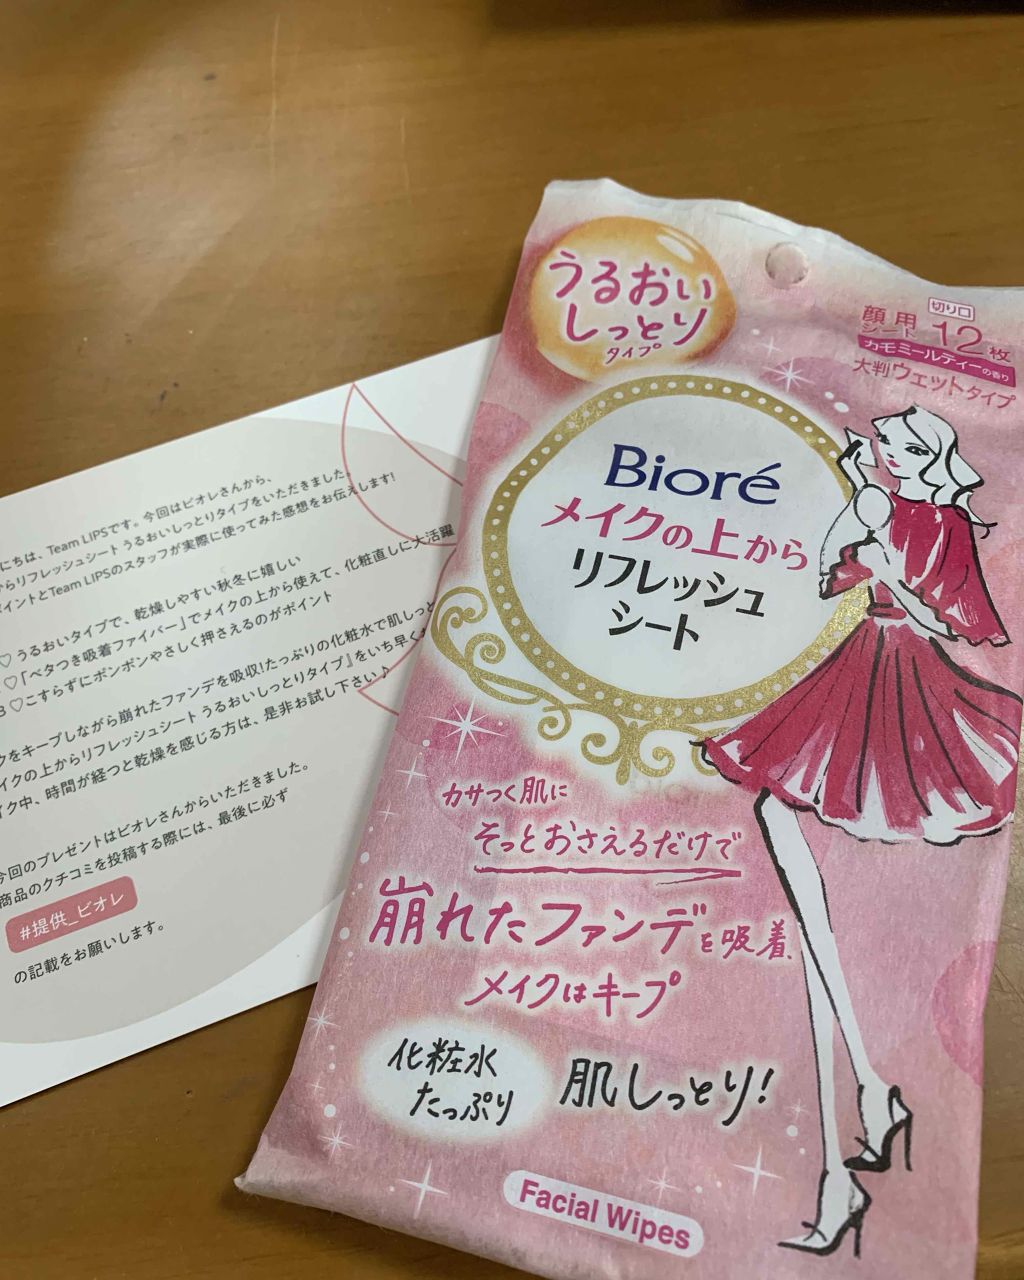 にちは、Team LIPSです。今回はビオレさんから、
からリフレッシュシート うるおいしっとりタイプをいただきました。
イントとTeam LIPSのスタッフが実際に使ってみた感想をお伝えします!
♡ うるおいタイプで、乾燥しやすい秋冬に嬉しい
♡「ベタつき吸着ファイバー」でメイクの上から使えて、化粧直しに大活躍
3 ♡こすらずにポンポンやさしく押さえるのがポイント
クをキープしながら崩れたファンデを吸収!たっぷりの化粧水で肌しっと
イクの上からリフレッシュシート うるおいしっとりタイプ』をいち早く
イク中、時間が経つと乾燥を感じる方は、是非お試し下さい♪
今回のプレゼントはビオレさんからいただきました。
商品のクチコミを投稿する際には、最後に必ず
#提供_ビオレ
の記載をお願いします。
うるおい
しっとり
タイプ
切り口
顔用
シート
12枚
カモミールティーの香り
大判ウェットタイプ
Bioré
メイクの上から
リフレッシュ
シート
カサつく肌に
そっとおさえるだけで
崩れたファンデを吸着、
メイクはキープ
化粧水
たっぷり
肌しっとり!
Facial Wipes